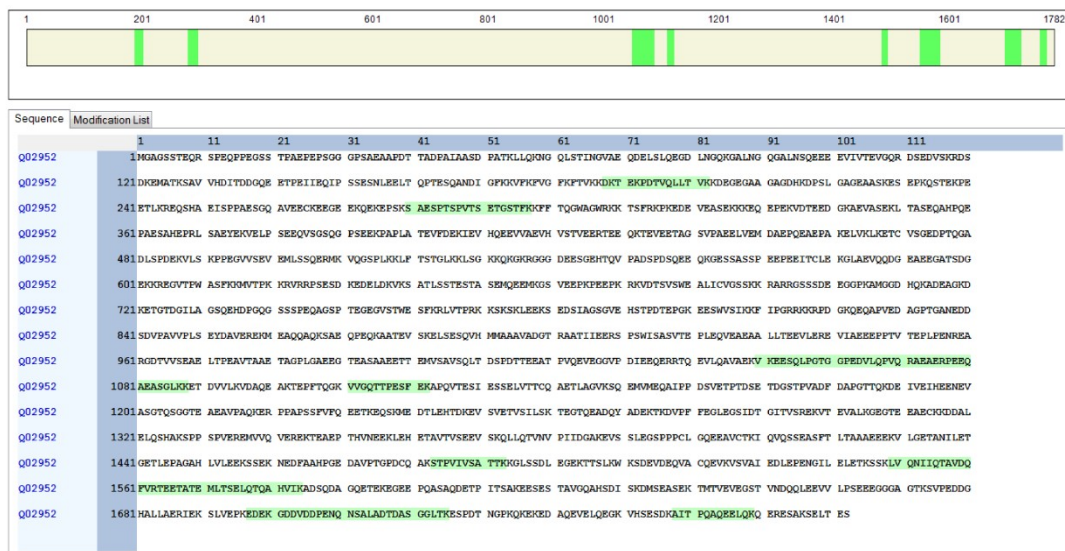 1 201 401 601 801 1001 1201 1401 1601 1782
Sequence Modification List
1 11 21 31 41 51 61 71 81 91 101 111
Q02952 1 MGAGSSTEQR SPEQPPEGSS TPAEPEPSGG GPSAEAAPDT TADPAIAASD PATKLLQKNG QLSTINGVAE QDELSLQEGD LNGQKGALNG QGALNSQEEE EVIVTEVGQR DSEDVSKRDS
Q02952 121 DKEMATKSAV VHDITDDGQE ETPEIIEQIP SSESNLEELT QPTESQANDI GFKKVFKFVG FKFTVKKDKT EKPDTVQLLT VKKDEGEGAA GAGDHKDPSL GAGEAASKES EPKQSTEKPE
Q02952 241 ETLKREQSHA EISPPAESGQ AVEECKEEGE EKQEKEPSKS AESPTSPVTS ETGSTFKKFF TQGWAGWRKK TSFRKPKEDE VEASEKKKEQ EPEKVDTEED GKAEVASEKL TASEQAHPQE
Q02952 361 PAESAHEPRL SAEYEKVELP SEEQVSGSQG PSEEKPAPLA TEVFDEKIEV HQEEVVAEVH VSTVEERTEE QKTEVEETAG SVPAEELVEM DAEPQEAEPA KELVKLKETC VSGEDPTQGA
Q02952 481 DLSPDEKVLS KPPEGVVSEV EMLSSQERMK VQGSPLKKLF TSTGLKKLSG KKQKGKRGGG DEESGEHTQV PADSPDSQEE QKGESSASSP EEPEEITCLE KGLAEVQQDG EAEEGATSDG
Q02952 601 EKKREGVTPW ASFKKMVTPK KRVRRPSESD KEDELDKVKS ATLSSTESTA SEMQEEMKGS VEEPKPEEPK RKVDTSVSWE ALICVGSSKK RARRGSSSDE EGGPKAMGGD HQKADEAGKD
Q02952 721 KETGTDGILA GSQEHDPGQG SSSPEQAGSP TEGEGVSTWE SFKRLVTPRK KSKSKLEEKS EDSIAGSGVE HSTPDTEPGK EESWVSIKKF IPGRRKKRPD GKQEQAPVED AGPTGANEDD
Q02952 841 SDVPAVVPLS EYDAVEREKM EAQQAQKSAE QPEQKAATEV SKELSESQVH MMAAAVADGT RAATIIEERS PSWISASVTE PLEQVEAEAA LLTEEVLERE VIAEEEPPTV TEPLPENREA
Q02952 961 RGDTVVSEAE LTPEAVTAAE TAGPLGAEEG TEASAAEETT EMVSAVSQLT DSPDTTEEAT PVQEVEGGVP DIEEQERRTQ EVLQAVAEKV KEESQLPGTG GPEDVLQPVQ RAEAERPEEQ
Q02952 1081 AEASGLKKET DVVLKVDAQE AKTEPFTQGK VVGQTTPESF EKAPQVTESI ESSELVTTCQ AETLAGVKSQ EMVMEQAIPP DSVETPTDSE TDGSTPVADF DAPGTTQKDE IVEIHEENEV
Q02952 1201 ASGTQSGGTE AEAVPAQKER PPAPSSFVFQ EETKEQSKME DTLEHTDKEV SVETVSILSK TEGTQEADQY ADEKTKDVPF FEGLEGSIDT GITVSREKVT EVALKGEGTE EAECKKDDAL
Q02952 1321 ELQSHAKSPP SPVEREMVVQ VEREKTEAEP THVNEEKLEH ETAVTVSEEV SKQLLQTVNV PIIDGAKEVS SLEGSPPPCL GQEEAVCTKI QVQSSEASFT LTAAAEEEKV LGETANILET
Q02952 1441 GETLEPAGAH LVLEEKSSEK NEDFAAHPGE DAVPTGPDCQ AKSTPVIVSA TTKKGLSSDL EGEKTTSLKW KSDEVDEQVA CQEVKVSVAI EDLEPENGIL ELETKSSKLV QNIIQTAVDQ
Q02952 1561 FVRTEETATE MLTSELQTQA HVIKADSQDA GQETEKEGEE PQASAQDETP ITSAKEESES TAVGQAHSDI SKDMSEASEK TMTVEVEGST VNDQQLEEVV LPSEEEGGGA GTKSVPEDDG
Q02952 1681 HALLAERIEK SLVEPKEDEK GDDVDDPENQ NSALADTDAS GGLTKESPDT NGPKQKEKED AQEVELQEGK VHSESDKAIT PQAQEELQKQ ERESAKSELT ES